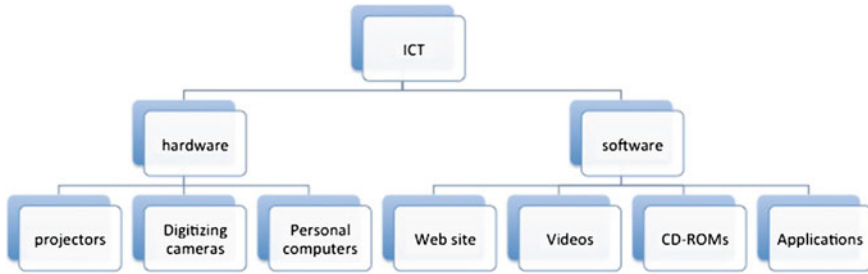 ICT
hardware
software
projectors
Digitizing
cameras
Personal
computers
Web site
Videos
CD-ROMs
Applications